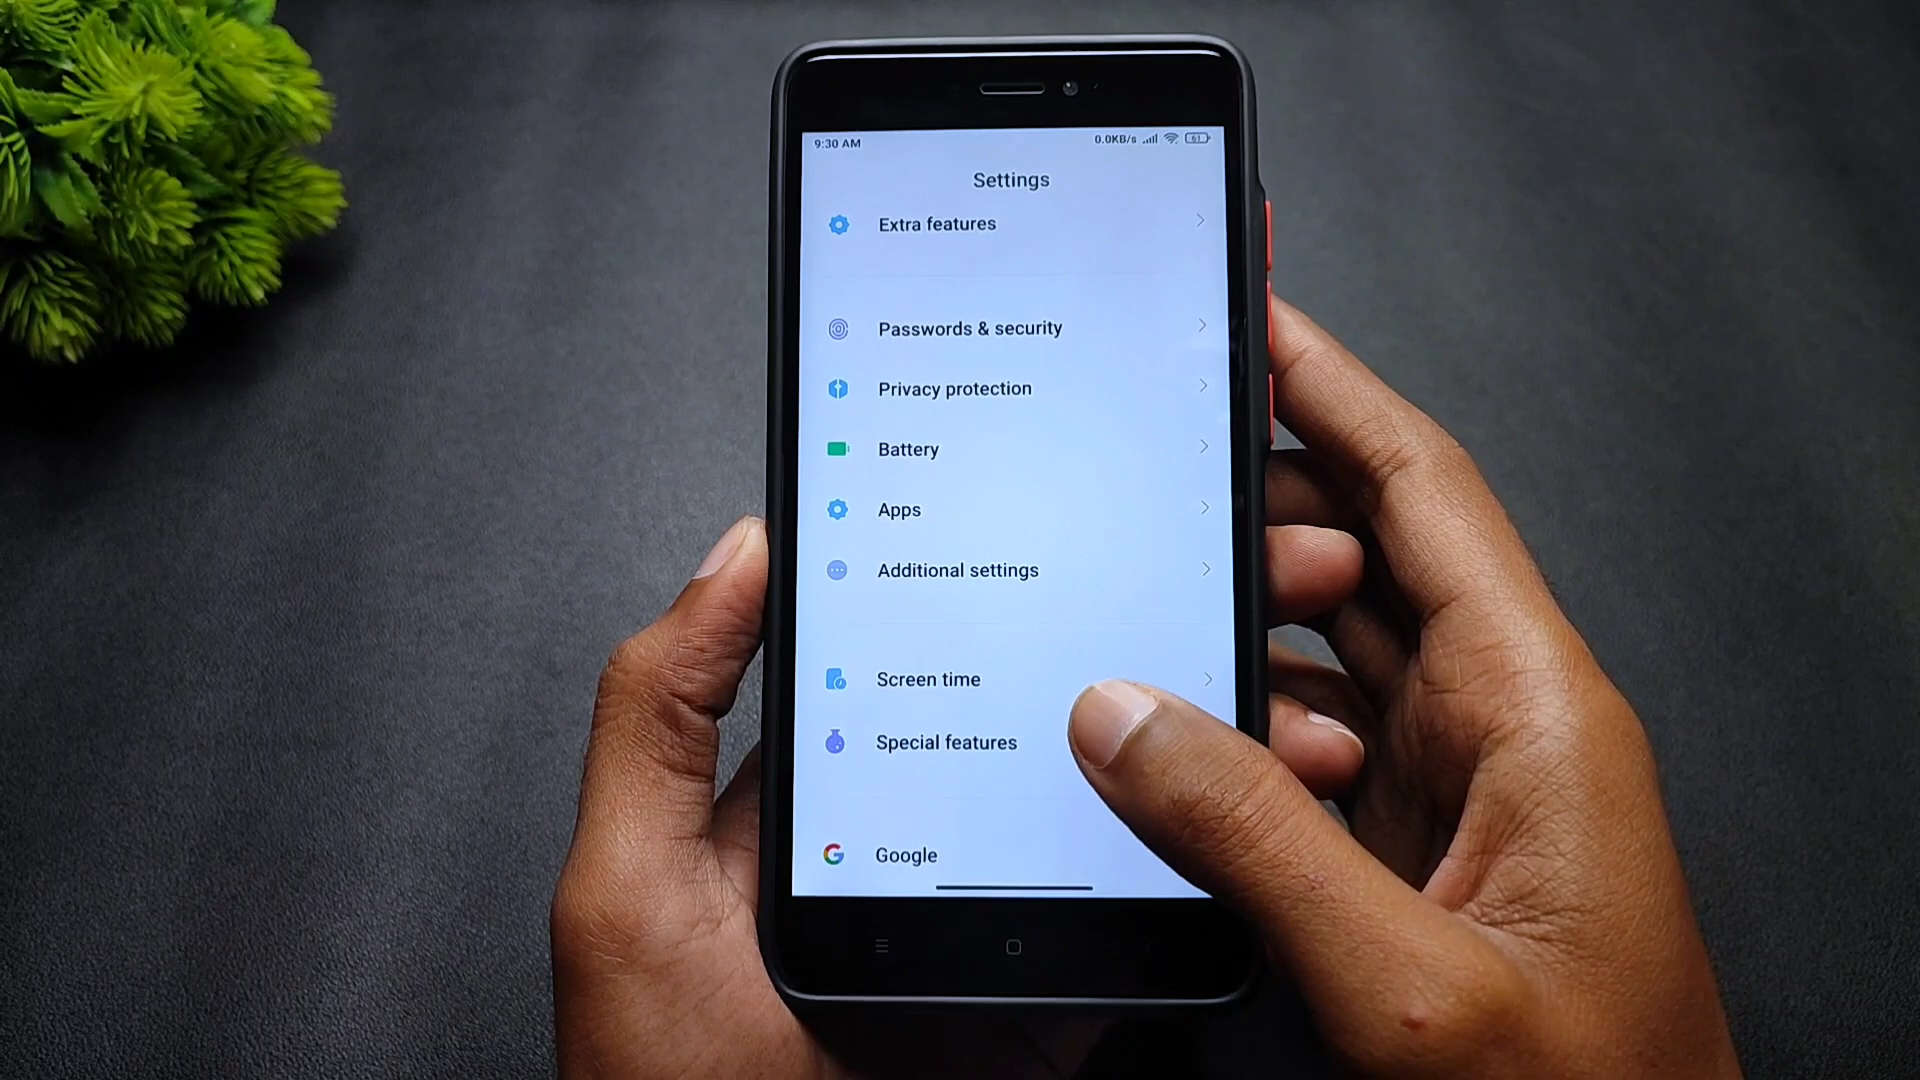 9:30 AM
0.0KB/s 61
Settings
Extra features
Passwords & security
Privacy protection
Battery
Apps
Additional settings
Screen time
Special features
Google